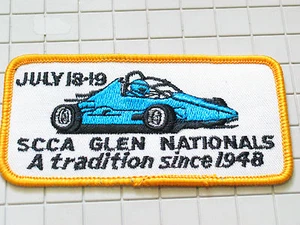 JULY 18-19
SCCA GLEN NATIONALS
A tradition since 1948